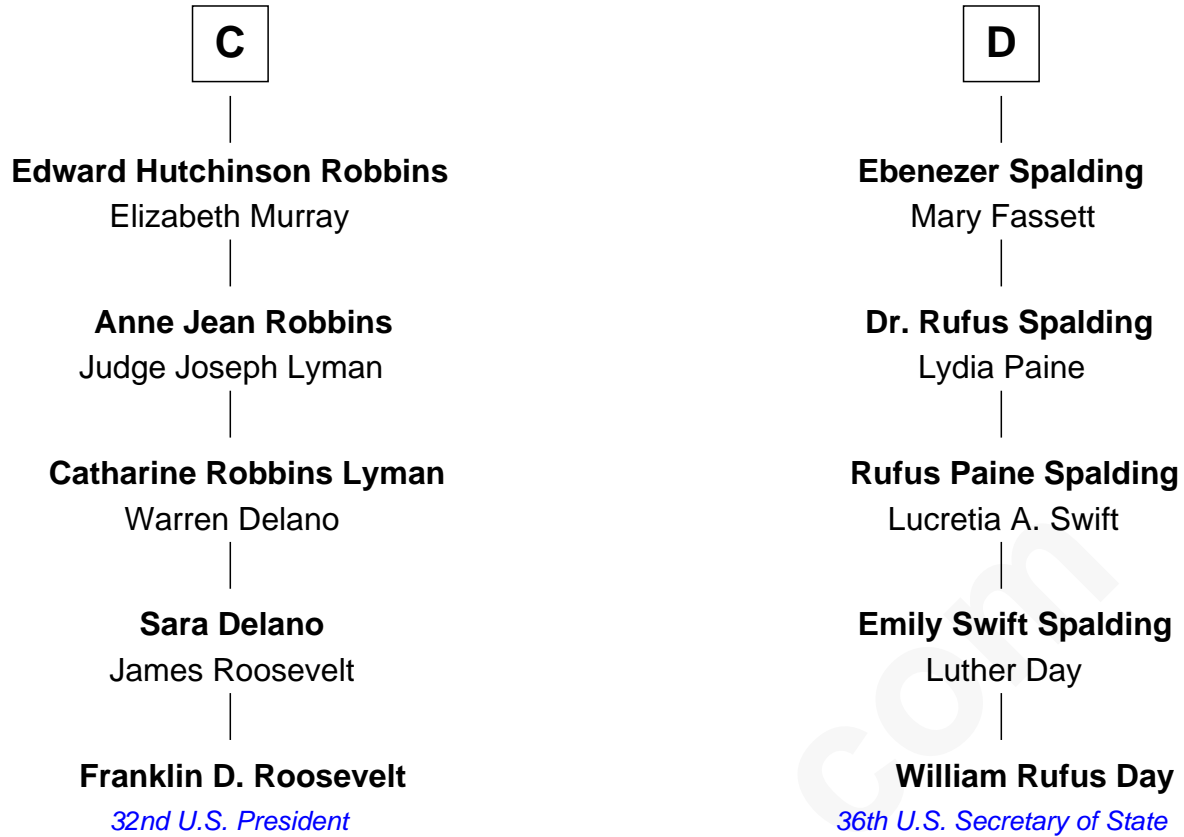 C
Edward Hutchinson Robbins
Elizabeth Murray
Anne Jean Robbins
Judge Joseph Lyman
Catharine Robbins Lyman
Warren Delano
Sara Delano
James Roosevelt
Franklin D. Roosevelt
32nd U.S. President
D
Ebenezer Spalding
Mary Fassett
Dr. Rufus Spalding
Lydia Paine
Rufus Paine Spalding
Lucretia A. Swift
Emily Swift Spalding
Luther Day
William Rufus Day
36th U.S. Secretary of State
com